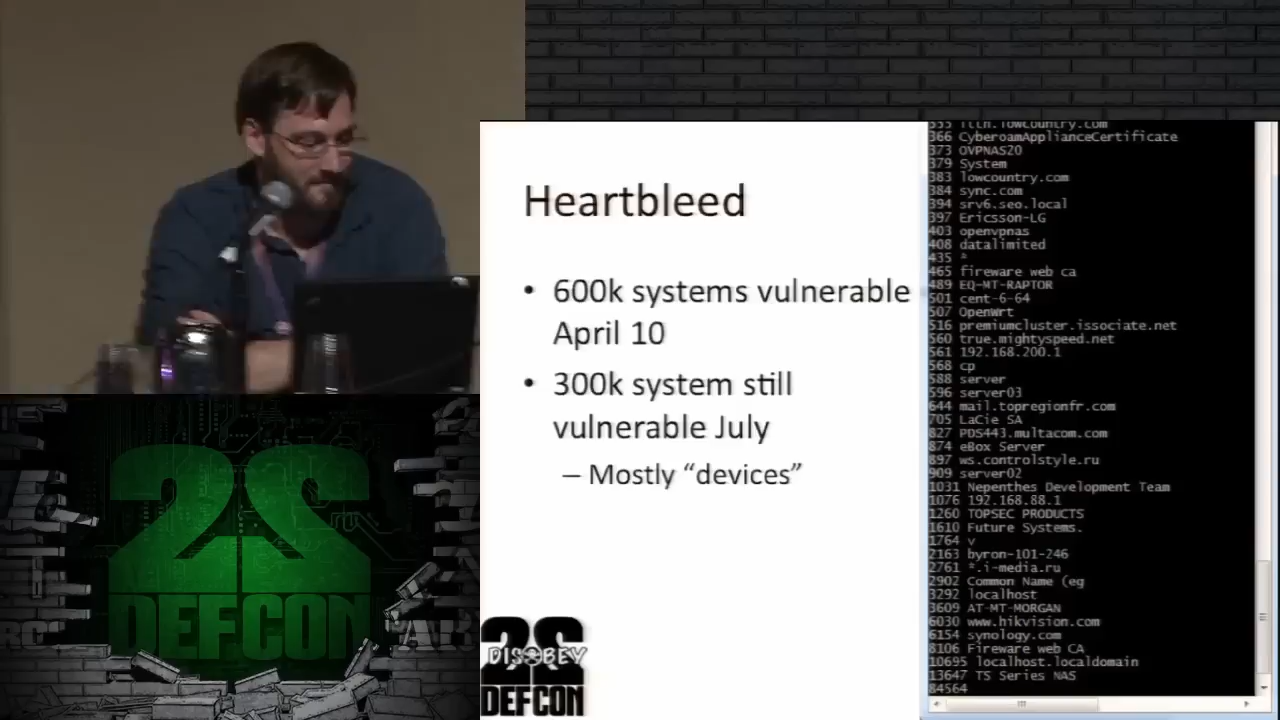 Heartbleed
• 600k systems vulnerable
April 10
• 300k system still
vulnerable July
– Mostly “devices”
366 CyberoamApplianceCertificate
373 OVPNAS20
379 System
383 lowcountry.com
384 sync.com
394 srv6.seo.local
397 Ericsson-LG
403 openvpnas
408 datalimited
435 *
465 fireware web ca
489 EQ-MT-RAPTOR
501 cent-6-64
507 OpenWrt
516 premiumcluster.issociate.net
560 true.mightyspeed.net
561 192.168.200.1
568 cp
588 server
596 server03
644 mail.topregionfr.com
705 LaCie SA
827 PDS443.multacom.com
874 eBox Server
897 ws.controlstyle.ru
909 server02
1031 Nepenthes Development Team
1076 192.168.88.1
1260 TOPSEC PRODUCTS
1610 Future Systems.
1764 v
2163 byron-101-246
2761 *.i-media.ru
2902 Common Name (eg
3292 localhost
3609 AT-MT-MORGAN
6030 www.hikvision.com
6154 synology.com
8106 Fireware web CA
10695 localhost.localdomain
13647 TS Series NAS
84564
22
DEFCON
22
DISOBEY
DEFCON